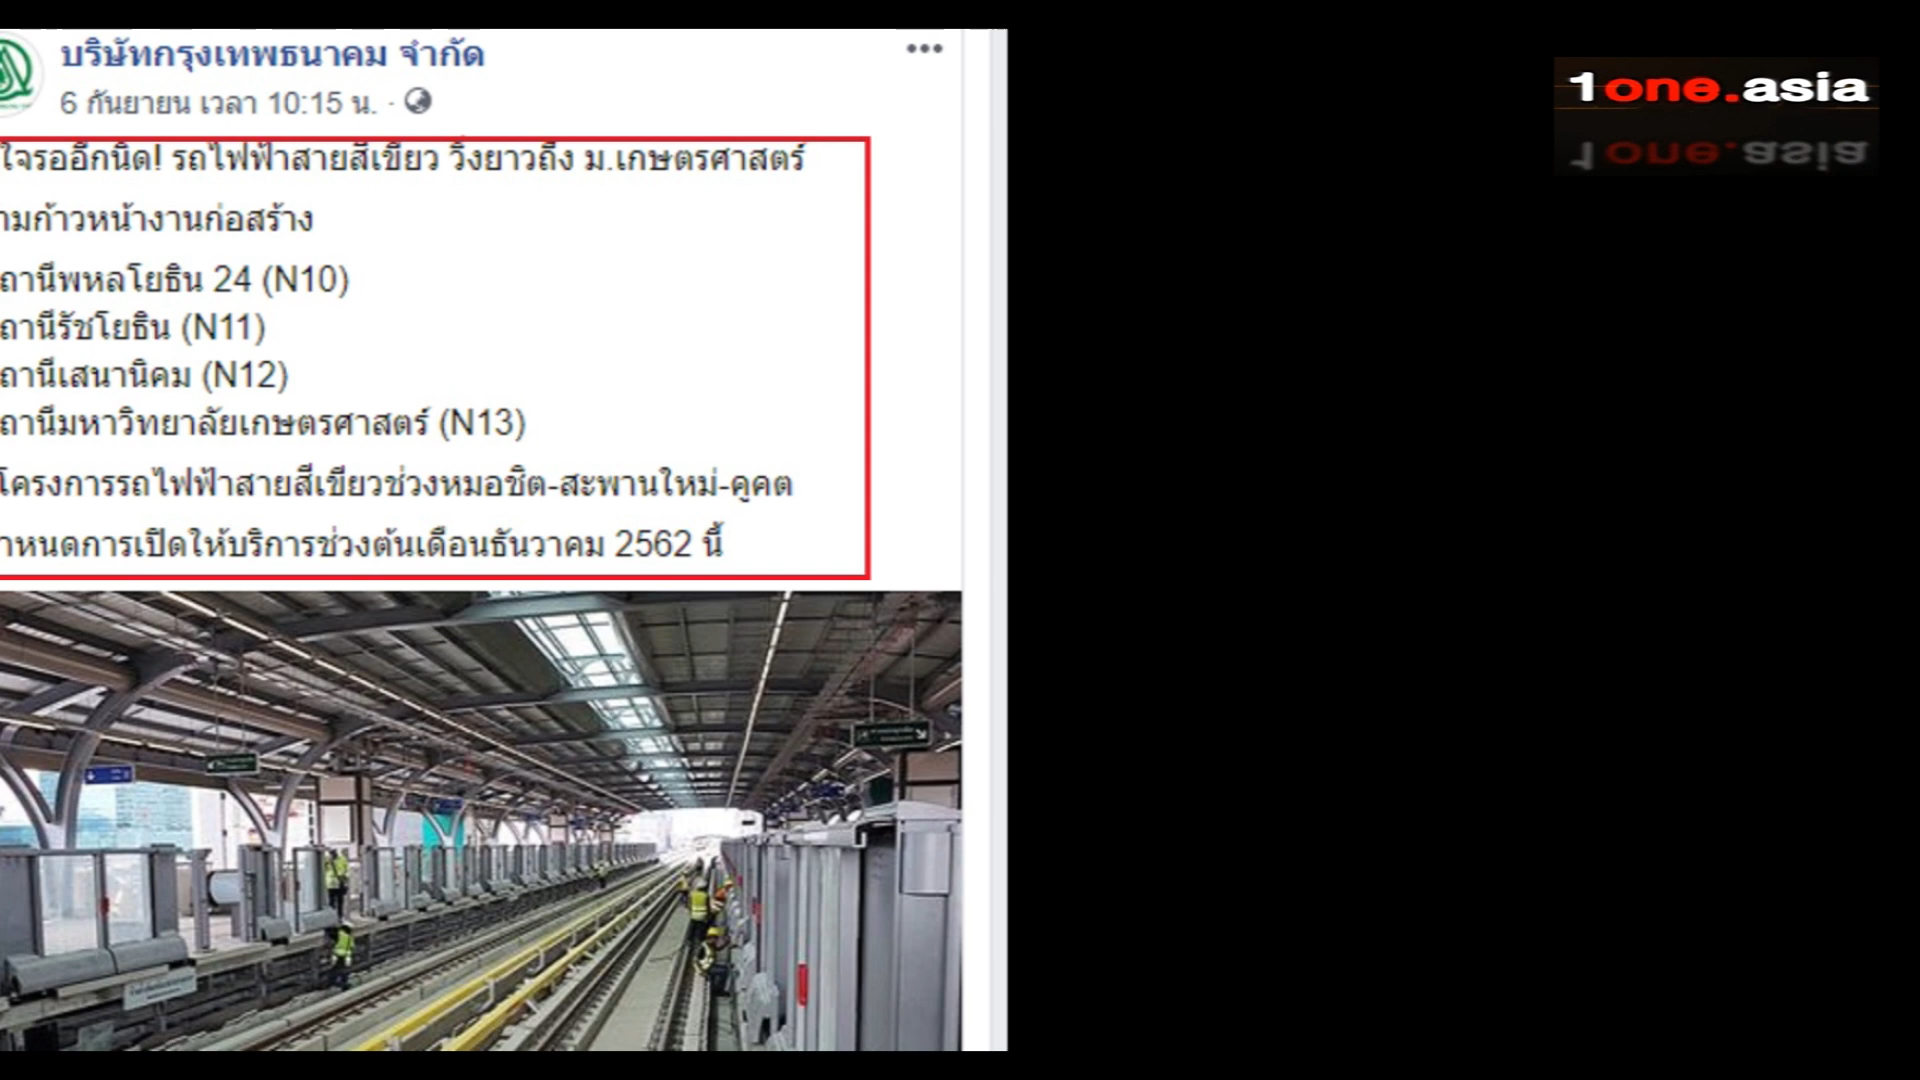 บริษัทกรุงเทพธนาคม จำกัด
6 กันยายน เวลา 10:15 น. ·
1one.asia
ใจรออีกนิด! รถไฟฟ้าสายสีเขียว วิ่งยาวถึง ม.เกษตรศาสตร์
ามก้าวหน้างานก่อสร้าง
ถานีพหลโยธิน 24 (N10)
ถานีรัชโยธิน (N11)
ถานีเสนานิคม (N12)
ถานีมหาวิทยาลัยเกษตรศาสตร์ (N13)
โครงการรถไฟฟ้าสายสีเขียวช่วงหมอชิต-สะพานใหม่-คูคต
ำหนดการเปิดให้บริการช่วงต้นเดือนธันวาคม 2562 นี้